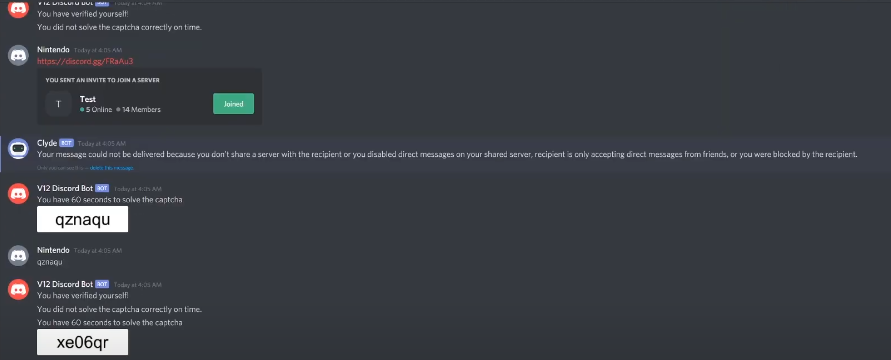 V12 Discord Bot BOT Today at 4:04 AM
You have verified yourself!
You did not solve the captcha correctly on time.
Nintendo Today at 4:05 AM
https://discord.gg/FRaAu3
YOU SENT AN INVITE TO JOIN A SERVER
T
Test
5 Online 14 Members
Joined
Clyde BOT Today at 4:05 AM
Your message could not be delivered because you don't share a server with the recipient or you disabled direct messages on your shared server, recipient is only accepting direct messages from friends, or you were blocked by the recipient.
Only you can see this — delete this message.
V12 Discord Bot BOT Today at 4:05 AM
You have 60 seconds to solve the captcha
qznaqu
Nintendo Today at 4:05 AM
qznaqu
V12 Discord Bot BOT Today at 4:05 AM
You have verified yourself!
You did not solve the captcha correctly on time.
You have 60 seconds to solve the captcha
xe06qr